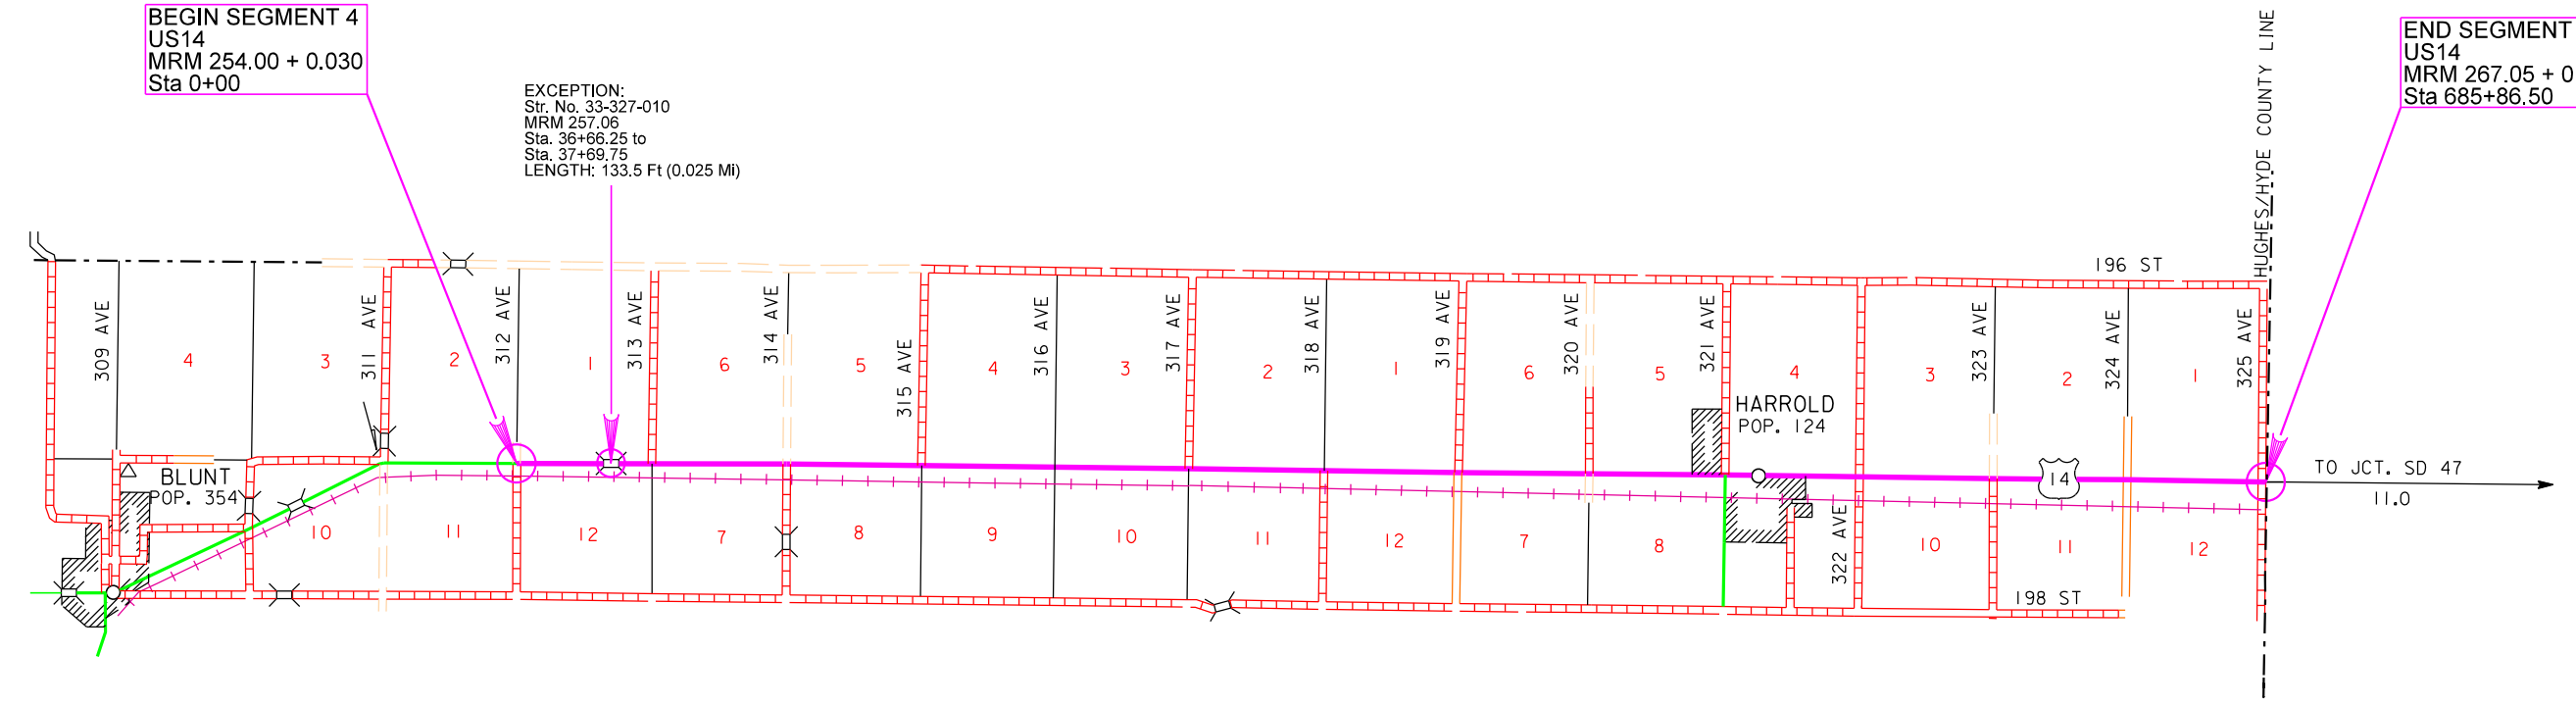 BEGIN SEGMENT 4
US14
MRM 254.00 + 0.030
Sta 0+00
EXCEPTION:
Str. No. 33-327-010
MRM 257.06
Sta. 36+66.25 to
Sta. 37+69.75
LENGTH: 133.5 Ft (0.025 Mi)
HUGHES/HYDE COUNTY LINE
END SEGMENT
US14
MRM 267.05 + 0
Sta 685+86.50
196 ST
309 AVE
311 AVE
312 AVE
313 AVE
314 AVE
315 AVE
316 AVE
317 AVE
318 AVE
319 AVE
320 AVE
321 AVE
323 AVE
324 AVE
325 AVE
4
3
2
1
6
5
4
3
2
1
6
5
4
3
2
1
HARROLD
POP. 124
BLUNT
POP. 354
14
TO JCT. SD 47
11.0
10
11
12
7
8
9
10
11
12
7
8
322 AVE
10
11
12
198 ST